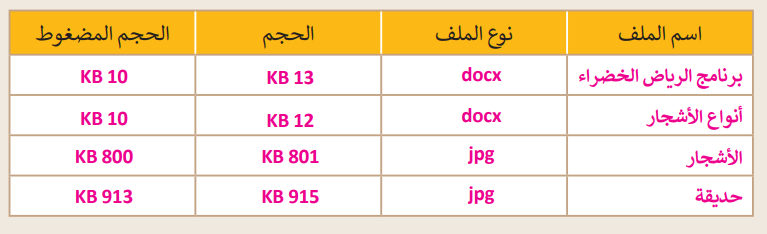 اسم الملف نوع الملف الحجم الحجم المضغوط
برنامج الرياض الخضراء docx KB 13 KB 10
أنواع الأشجار docx KB 12 KB 10
الأشجار jpg KB 801 KB 800
حديقة jpg KB 915 KB 913